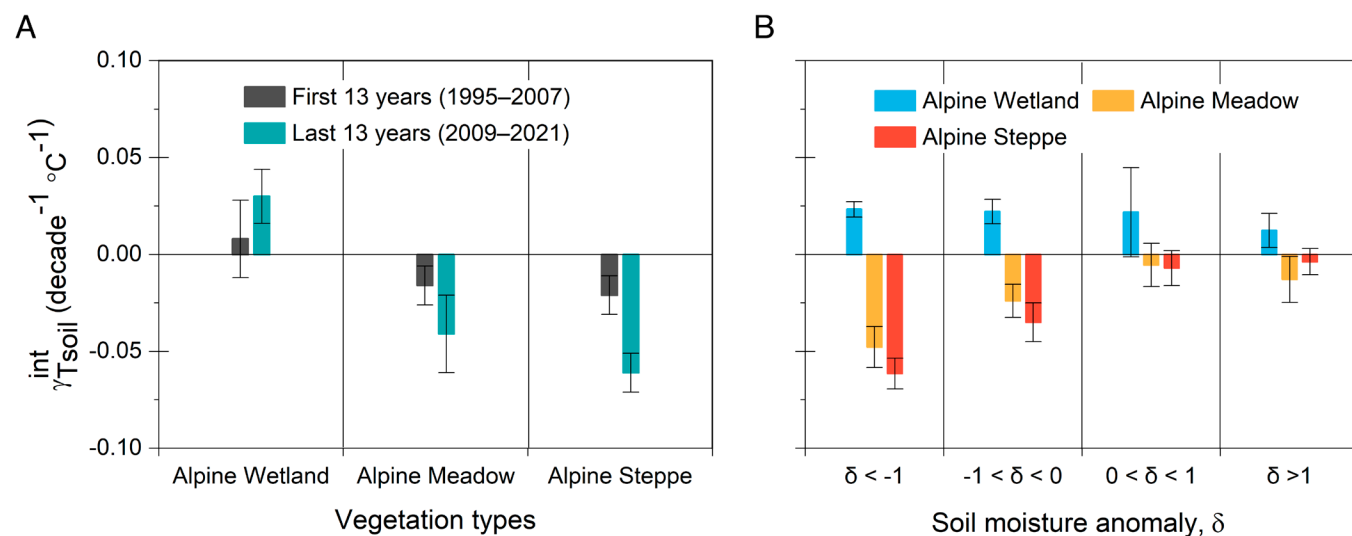 A
B
0.10
0.05
0.00
-0.05
-0.10
γ^int_Tsoil (decade^-1 °C^-1)
First 13 years (1995–2007)
Last 13 years (2009–2021)
Alpine Wetland Alpine Meadow Alpine Steppe
Vegetation types
Alpine Wetland Alpine Meadow
Alpine Steppe
δ < -1 -1 < δ < 0 0 < δ < 1 δ >1
Soil moisture anomaly, δ